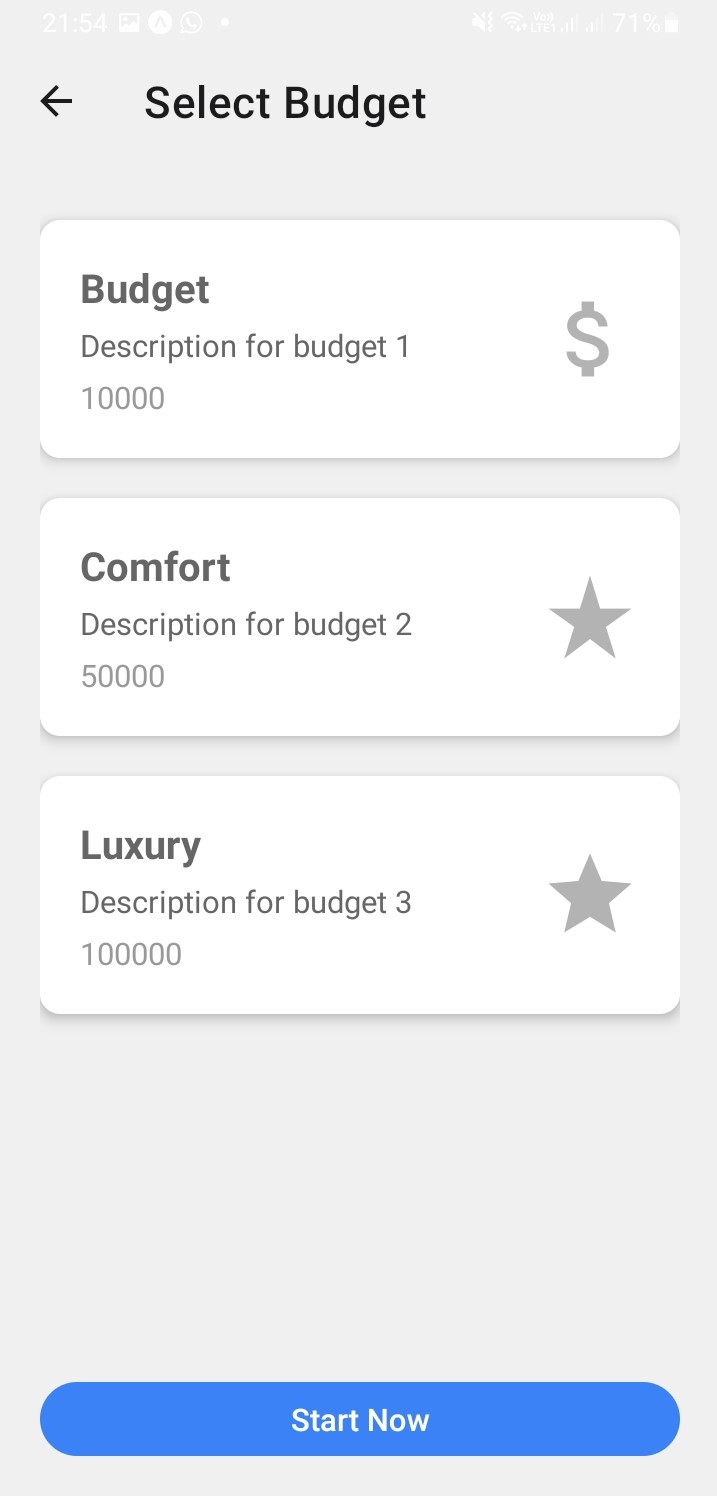 21:54 71%
Vo))
LTE1
Select Budget
Budget
Description for budget 1
10000
Comfort
Description for budget 2
50000
Luxury
Description for budget 3
100000
Start Now